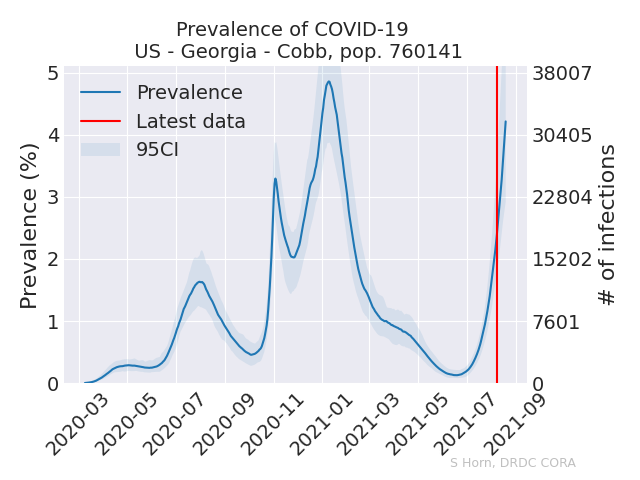 Prevalence of COVID-19
US - Georgia - Cobb, pop. 760141
Prevalence (%)
5
4
3
2
1
0
Prevalence
Latest data
95CI
38007
30405
22804
15202
7601
0
# of infections
2020-03
2020-05
2020-07
2020-09
2020-11
2021-01
2021-03
2021-05
2021-07
2021-09
S Horn, DRDC CORA